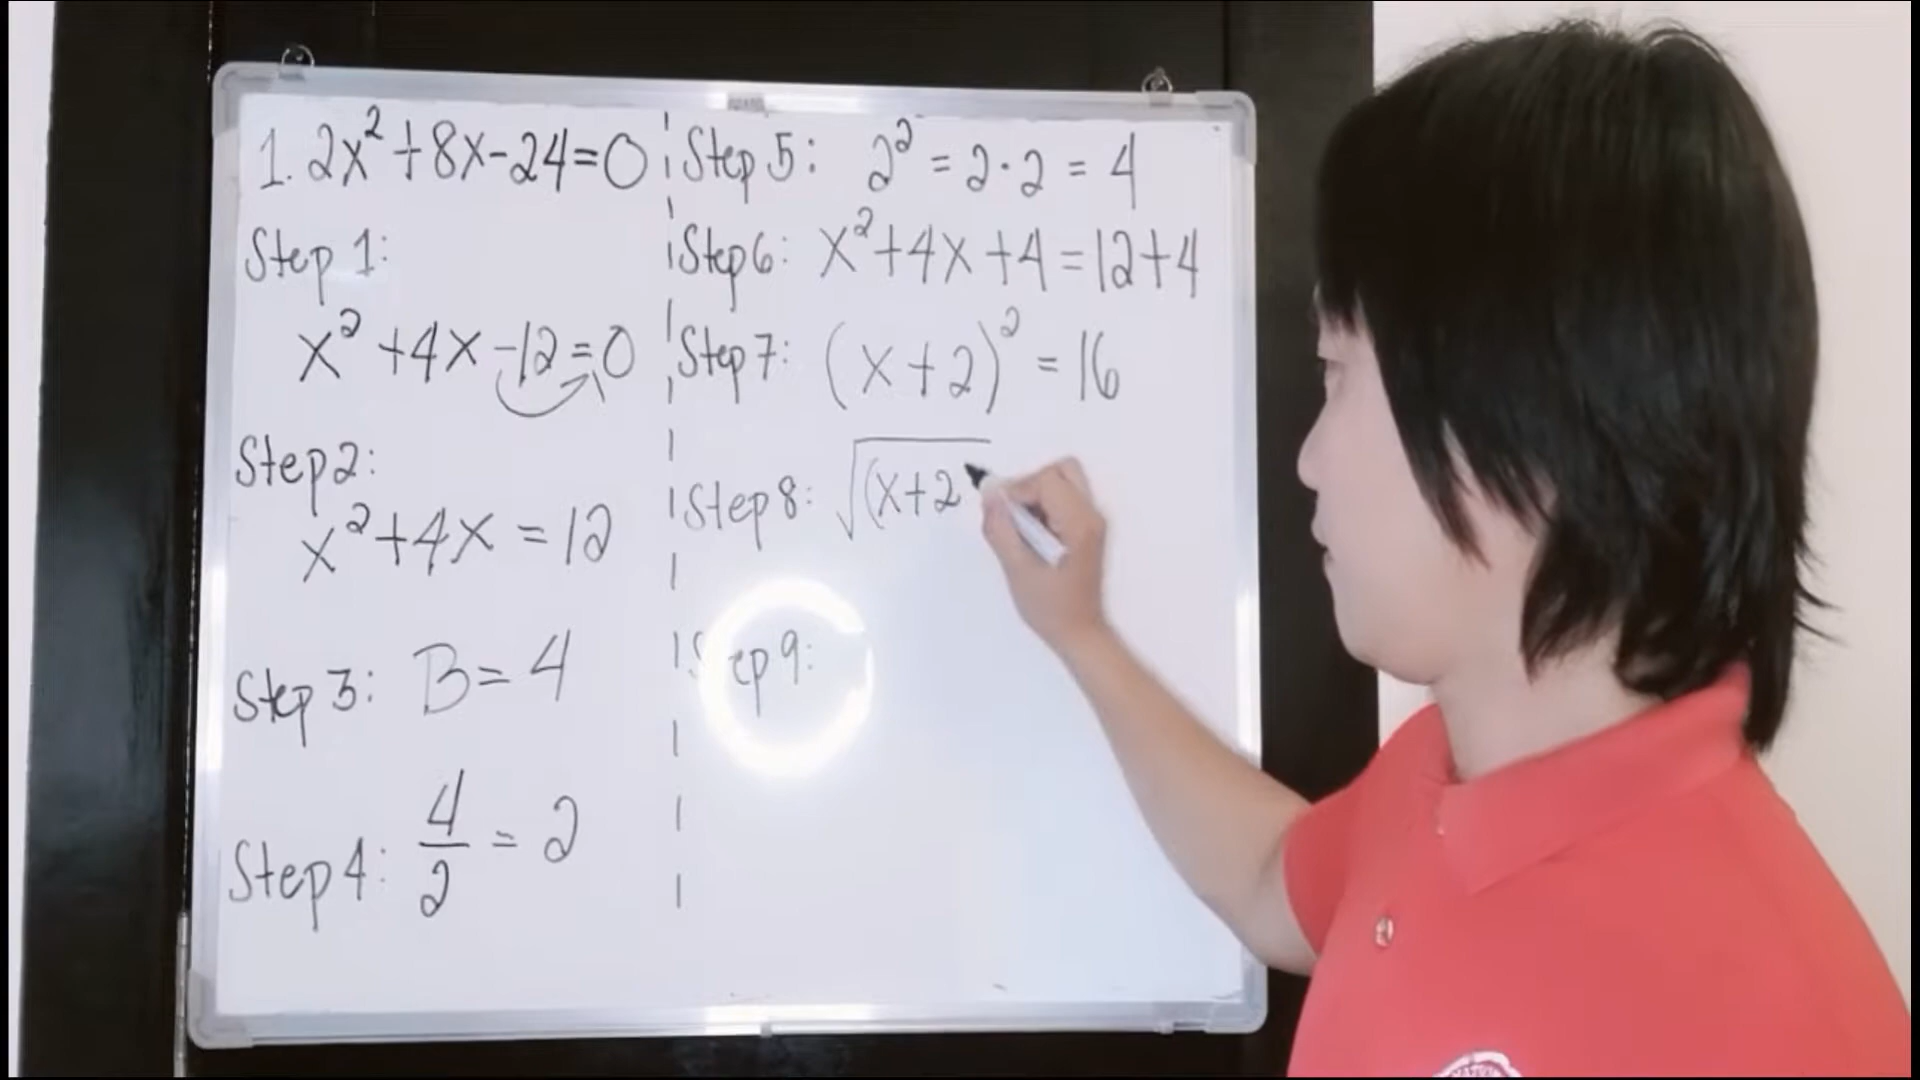 1. 2x² + 8x - 24 = 0
Step 1:
x² + 4x - 12 = 0
Step 2:
x² + 4x = 12
Step 3: B = 4
Step 4: 4/2 = 2
Step 5: 2² = 2 · 2 = 4
Step 6: x² + 4x + 4 = 12 + 4
Step 7: (x + 2)² = 16
Step 8: √(x + 2
Step 9: